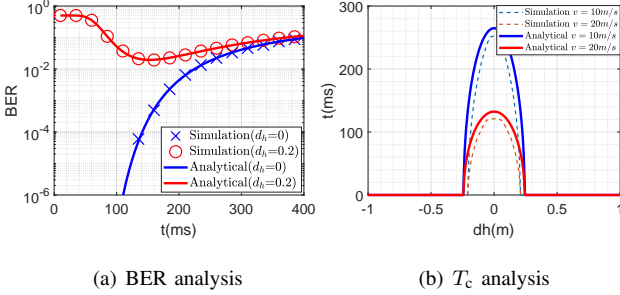 10^0
10^-2
10^-4
10^-6
BER
0
100
200
300
400
t(ms)
Simulation(d_h=0)
Simulation(d_h=0.2)
Analytical(d_h=0)
Analytical(d_h=0.2)
(a) BER analysis
300
200
100
0
t(ms)
-1
-0.5
0
0.5
1
dh(m)
Simulation v = 10m/s
Simulation v = 20m/s
Analytical v = 10m/s
Analytical v = 20m/s
(b) T_c analysis